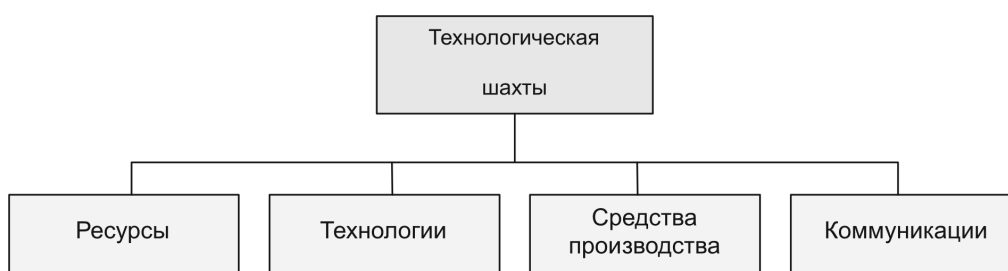 Технологическая
шахты
Ресурсы
Технологии
Средства
производства
Коммуникации